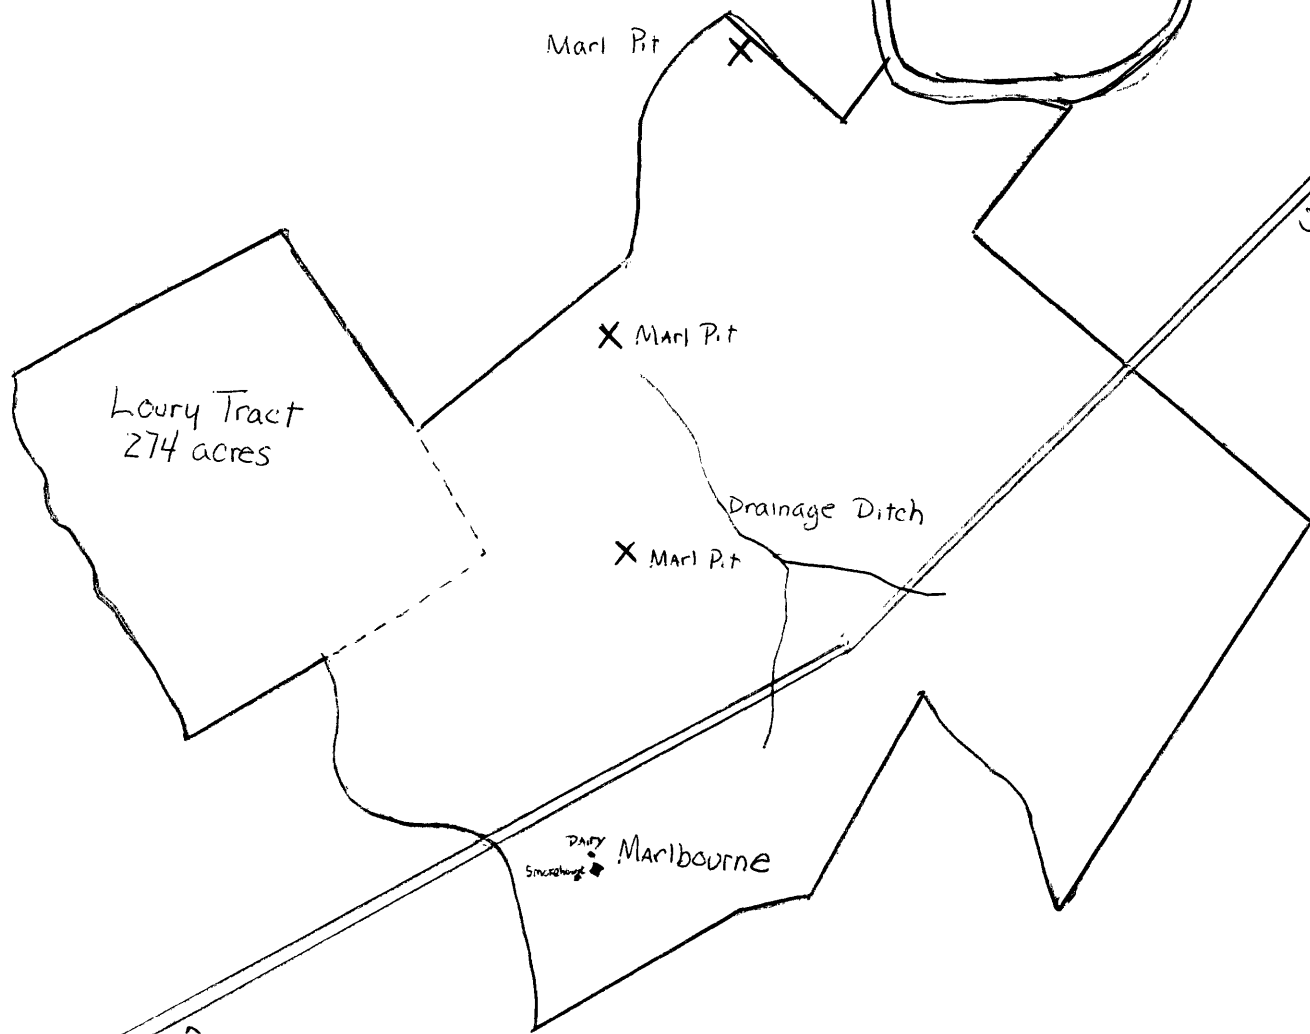 Marl Pit
Marl Pit
Loury Tract
274 acres
Drainage Ditch
Marl Pit
Dairy
Marlbourne
Smokehouse